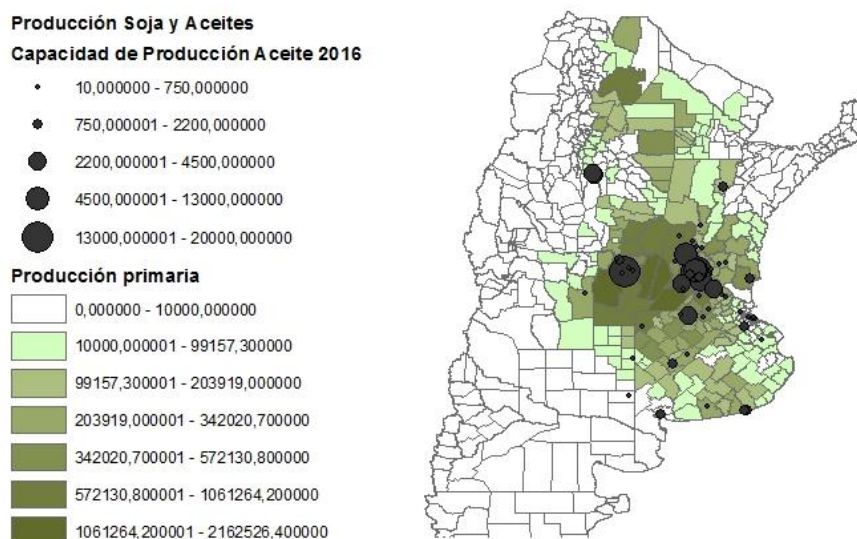 Producción Soja y Aceites
Capacidad de Producción Aceite 2016
10,000000 - 750,000000
750,000001 - 2200,000000
2200,000001 - 4500,000000
4500,000001 - 13000,000000
13000,000001 - 20000,000000
Producción primaria
0,000000 - 10000,000000
10000,000001 - 99157,300000
99157,300001 - 203919,000000
203919,000001 - 342020,700000
342020,700001 - 572130,800000
572130,800001 - 1061264,200000
1061264,200001 - 2162526,400000